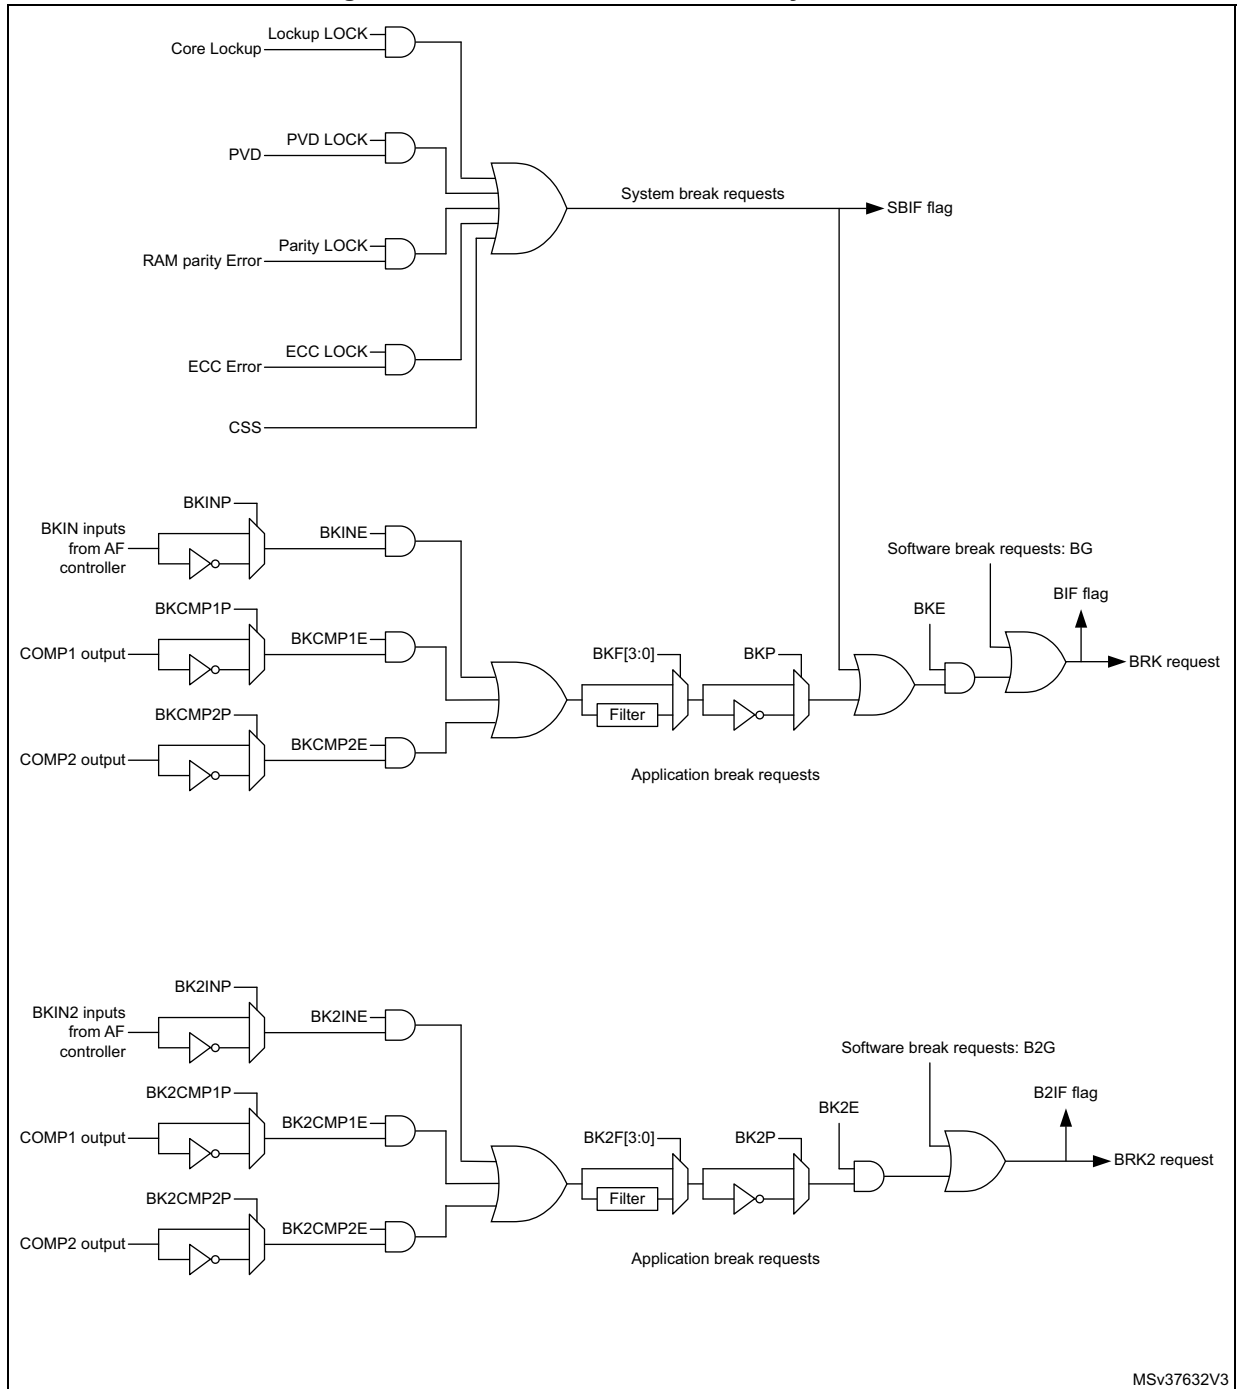 Lockup LOCK
Core Lockup
PVD LOCK
PVD
System break requests
SBIF flag
Parity LOCK
RAM parity Error
ECC LOCK
ECC Error
CSS
BKINP
BKIN inputs
from AF
controller
BKINE
Software break requests: BG
BIF flag
BKCMP1P
BKE
COMP1 output
BKCMP1E
BKF[3:0]
BKP
BRK request
BKCMP2P
Filter
COMP2 output
BKCMP2E
Application break requests
BK2INP
BKIN2 inputs
from AF
controller
BK2INE
Software break requests: B2G
B2IF flag
BK2CMP1P
BK2E
COMP1 output
BK2CMP1E
BK2F[3:0]
BK2P
BRK2 request
BK2CMP2P
Filter
COMP2 output
BK2CMP2E
Application break requests
MSv37632V3